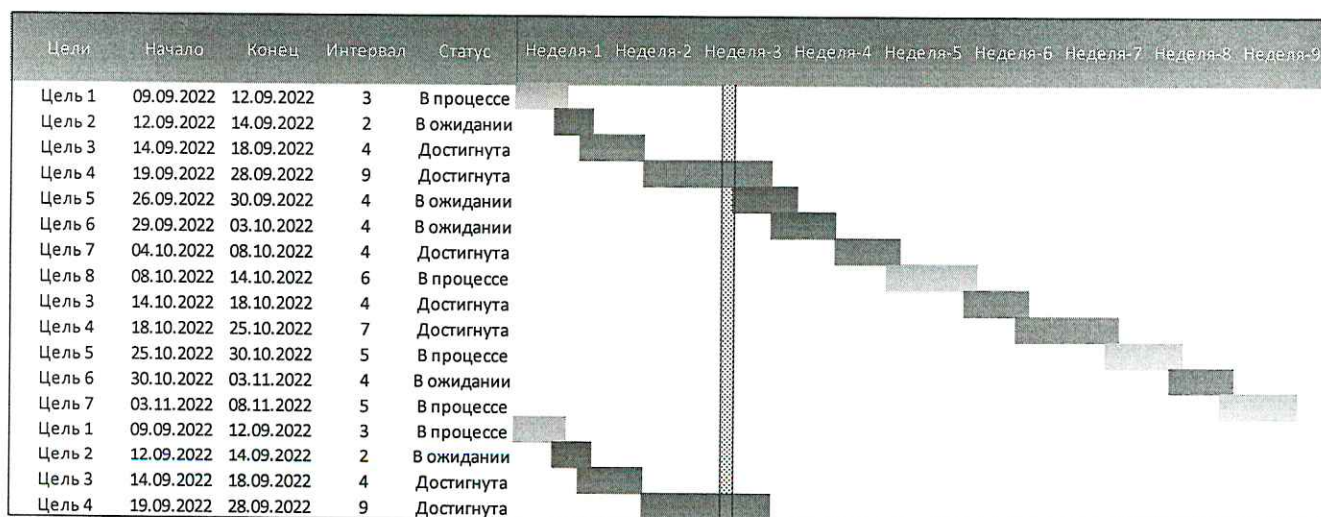 Цели Начало Конец Интервал Статус Неделя-1 Неделя-2 Неделя-3 Неделя-4 Неделя-5 Неделя-6 Неделя-7 Неделя-8 Неделя-9
Цель 1 09.09.2022 12.09.2022 3 В процессе
Цель 2 12.09.2022 14.09.2022 2 В ожидании
Цель 3 14.09.2022 18.09.2022 4 Достигнута
Цель 4 19.09.2022 28.09.2022 9 Достигнута
Цель 5 26.09.2022 30.09.2022 4 В ожидании
Цель 6 29.09.2022 03.10.2022 4 В ожидании
Цель 7 04.10.2022 08.10.2022 4 Достигнута
Цель 8 08.10.2022 14.10.2022 6 В процессе
Цель 3 14.10.2022 18.10.2022 4 Достигнута
Цель 4 18.10.2022 25.10.2022 7 Достигнута
Цель 5 25.10.2022 30.10.2022 5 В процессе
Цель 6 30.10.2022 03.11.2022 4 В ожидании
Цель 7 03.11.2022 08.11.2022 5 В процессе
Цель 1 09.09.2022 12.09.2022 3 В процессе
Цель 2 12.09.2022 14.09.2022 2 В ожидании
Цель 3 14.09.2022 18.09.2022 4 Достигнута
Цель 4 19.09.2022 28.09.2022 9 Достигнута